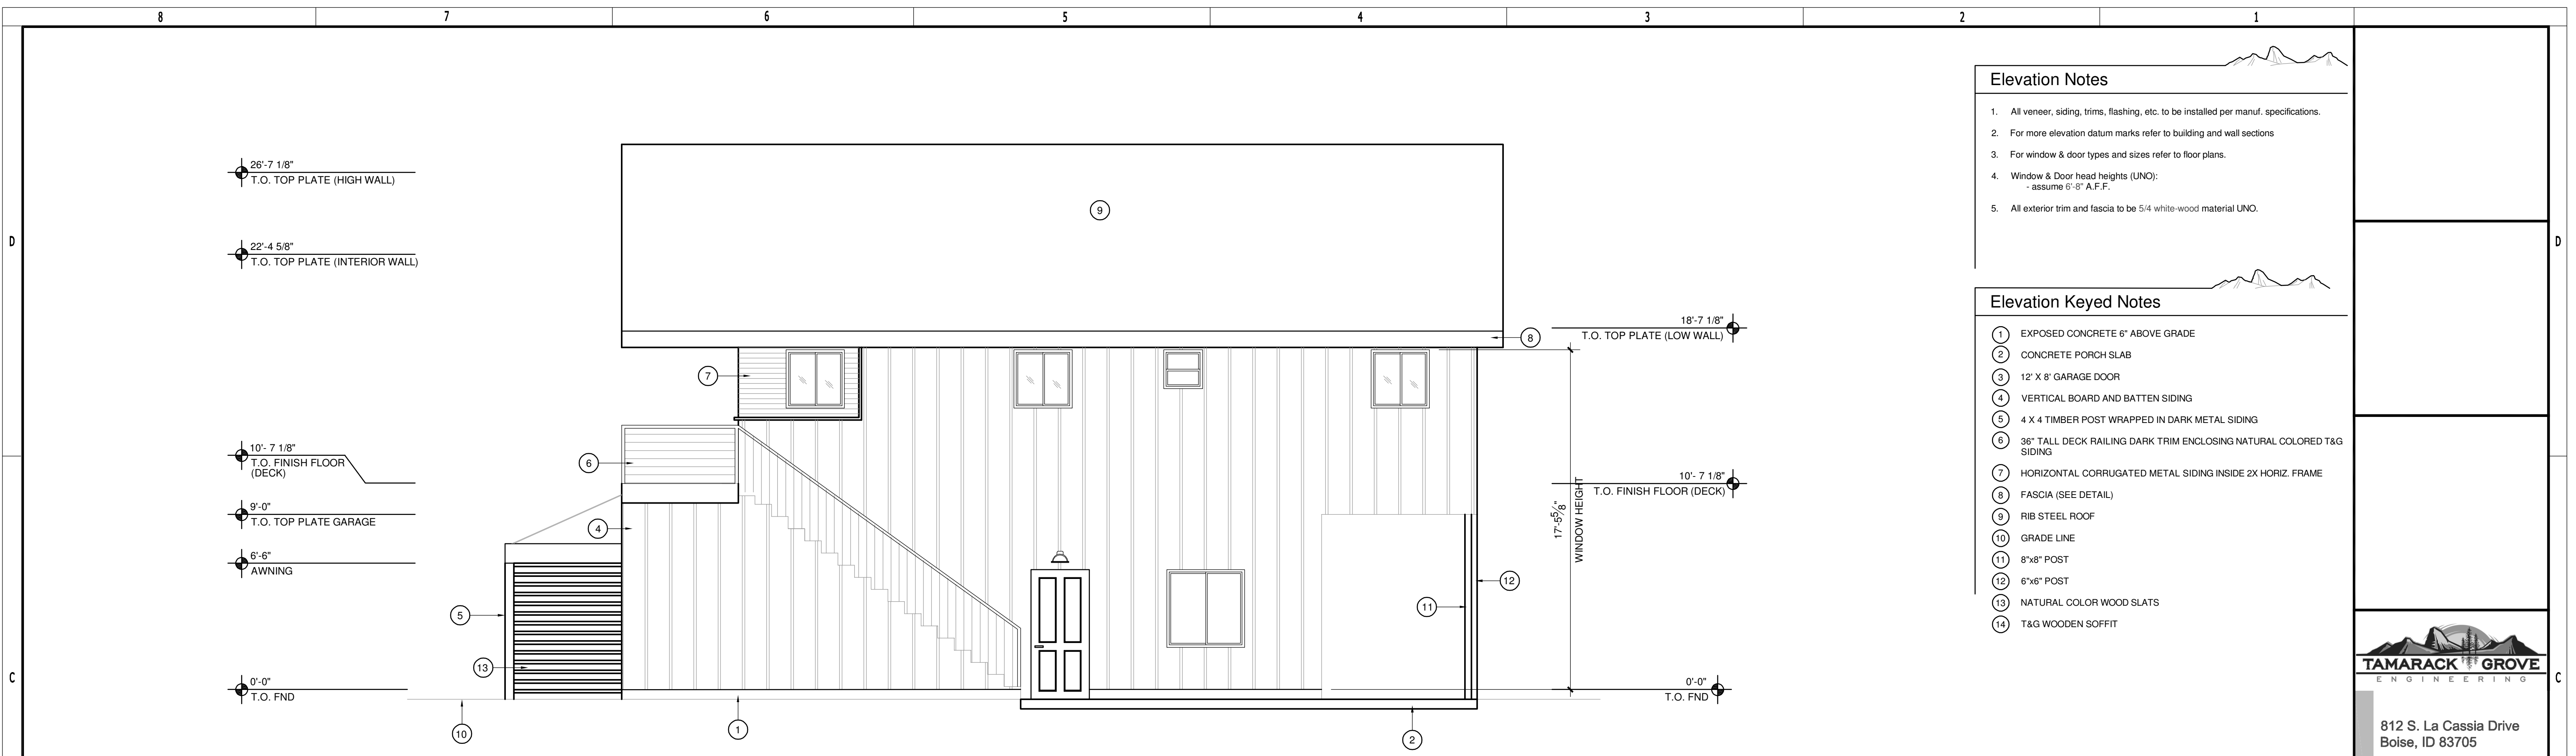 8 7 6 5 4 3 2 1
D
D
C
C
26'-7 1/8"
T.O. TOP PLATE (HIGH WALL)
22'-4 5/8"
T.O. TOP PLATE (INTERIOR WALL)
10'- 7 1/8"
T.O. FINISH FLOOR
(DECK)
9'-0"
T.O. TOP PLATE GARAGE
6'-6"
AWNING
0'-0"
T.O. FND
9
8
7
6
4
5
13
10
1
11
12
2
18'-7 1/8"
T.O. TOP PLATE (LOW WALL)
10'- 7 1/8"
T.O. FINISH FLOOR (DECK)
17'-5 5/8"
WINDOW HEIGHT
0'-0"
T.O. FND
Elevation Notes
1. All veneer, siding, trims, flashing, etc. to be installed per manuf. specifications.
2. For more elevation datum marks refer to building and wall sections
3. For window & door types and sizes refer to floor plans.
4. Window & Door head heights (UNO):
- assume 6'-8" A.F.F.
5. All exterior trim and fascia to be 5/4 white-wood material UNO.
Elevation Keyed Notes
1 EXPOSED CONCRETE 6" ABOVE GRADE
2 CONCRETE PORCH SLAB
3 12' X 8' GARAGE DOOR
4 VERTICAL BOARD AND BATTEN SIDING
5 4 X 4 TIMBER POST WRAPPED IN DARK METAL SIDING
6 36" TALL DECK RAILING DARK TRIM ENCLOSING NATURAL COLORED T&G
SIDING
7 HORIZONTAL CORRUGATED METAL SIDING INSIDE 2X HORIZ. FRAME
8 FASCIA (SEE DETAIL)
9 RIB STEEL ROOF
10 GRADE LINE
11 8"x8" POST
12 6"x6" POST
13 NATURAL COLOR WOOD SLATS
14 T&G WOODEN SOFFIT
TAMARACK GROVE
ENGINEERING
812 S. La Cassia Drive
Boise, ID 83705